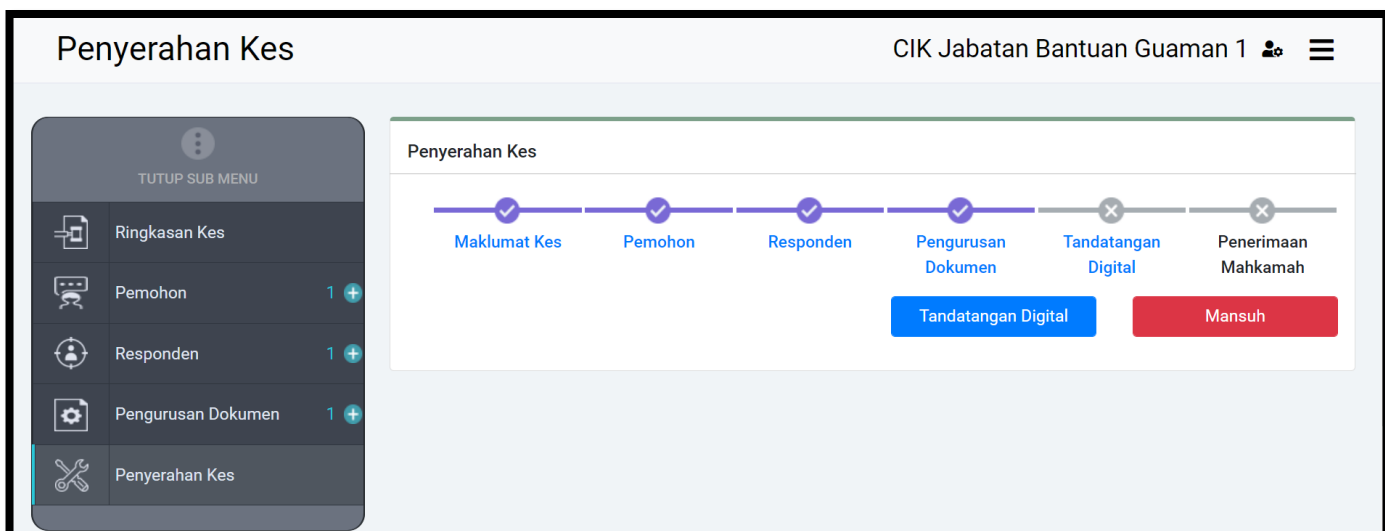 Penyerahan Kes
CIK Jabatan Bantuan Guaman 1
TUTUP SUB MENU
Ringkasan Kes
Pemohon 1
Responden 1
Pengurusan Dokumen 1
Penyerahan Kes
Penyerahan Kes
Maklumat Kes
Pemohon
Responden
Pengurusan
Dokumen
Tandatangan
Digital
Penerimaan
Mahkamah
Tandatangan Digital
Mansuh